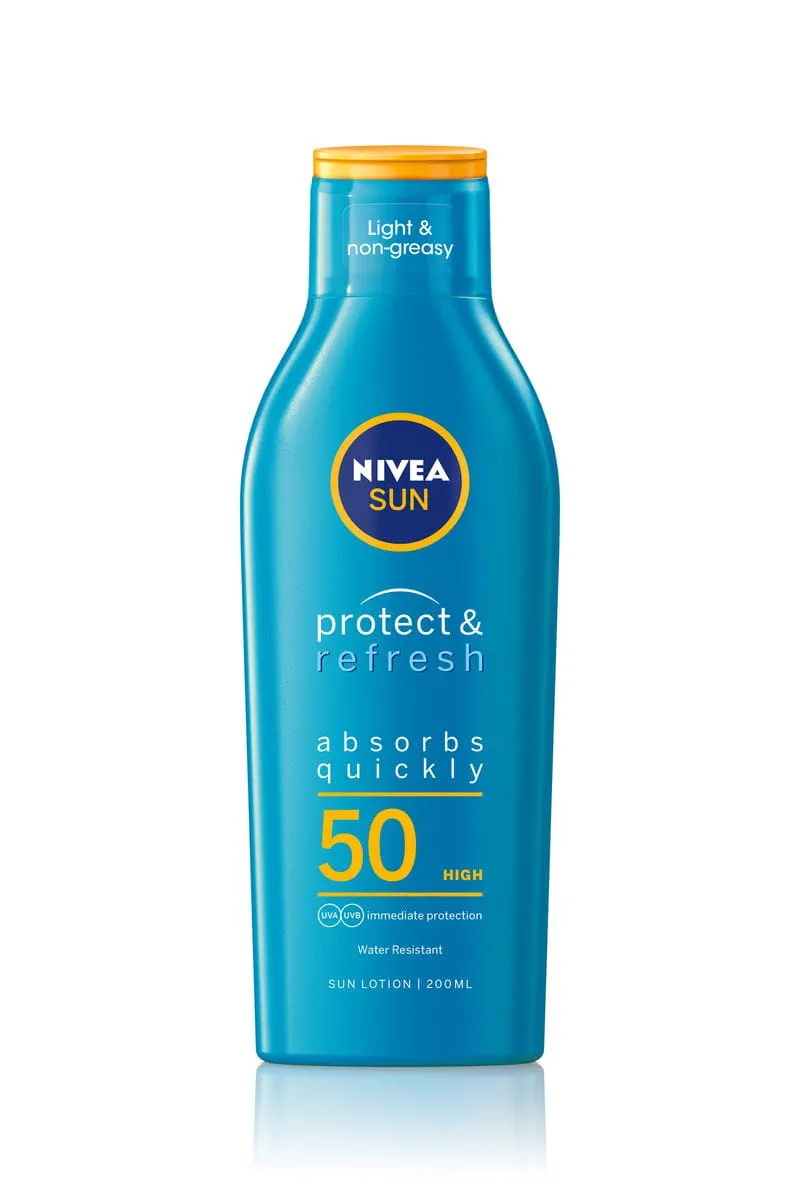 Light &
non-greasy
NIVEA
SUN
protect &
refresh
absorbs
quickly
50 HIGH
UVA UVB immediate protection
Water Resistant
SUN LOTION | 200ML